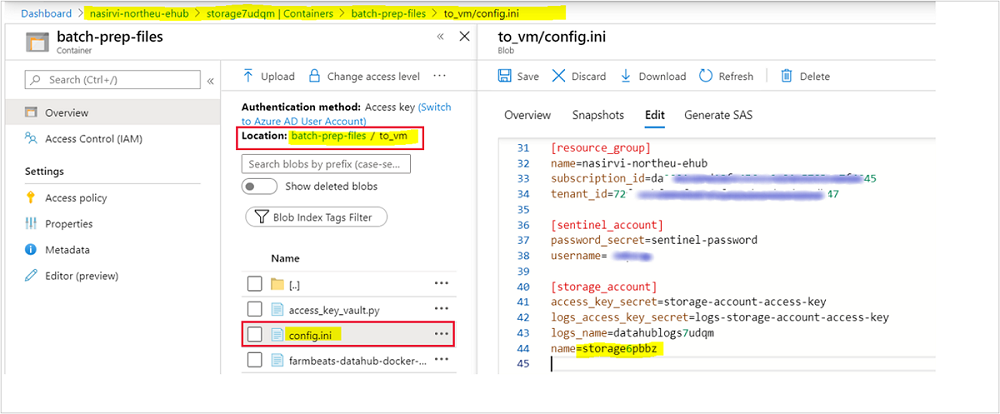 Dashboard > nasirvi-northeu-ehub > storage7udqm | Containers > batch-prep-files > to_vm/config.ini
batch-prep-files
Container
Search (Ctrl+/)
Overview
Access Control (IAM)
Settings
Access policy
Properties
Metadata
Editor (preview)
Upload
Change access level
Authentication method: Access key (Switch
to Azure AD User Account)
Location: batch-prep-files / to_vm
Search blobs by prefix (case-se...
Show deleted blobs
Blob Index Tags Filter
Name
[..]
access_key_vault.py
config.ini
farmbeats-datahub-docker-...
to_vm/config.ini
Blob
Save
Discard
Download
Refresh
Delete
Overview
Snapshots
Edit
Generate SAS
31 [resource_group]
32 name=nasirvi-northeu-ehub
33 subscription_id=da 45
34 tenant_id=72 47
35
36 [sentinel_account]
37 password_secret=sentinel-password
38 username=
39
40 [storage_account]
41 access_key_secret=storage-account-access-key
42 logs_access_key_secret=logs-storage-account-access-key
43 logs_name=datahublogs7udqm
44 name=storage6pbbz
45